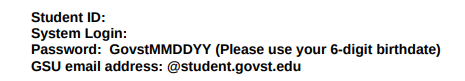 Student ID:
System Login:
Password:  GovstMMDDYY (Please use your 6-digit birthdate)
GSU email address: @student.govst.edu